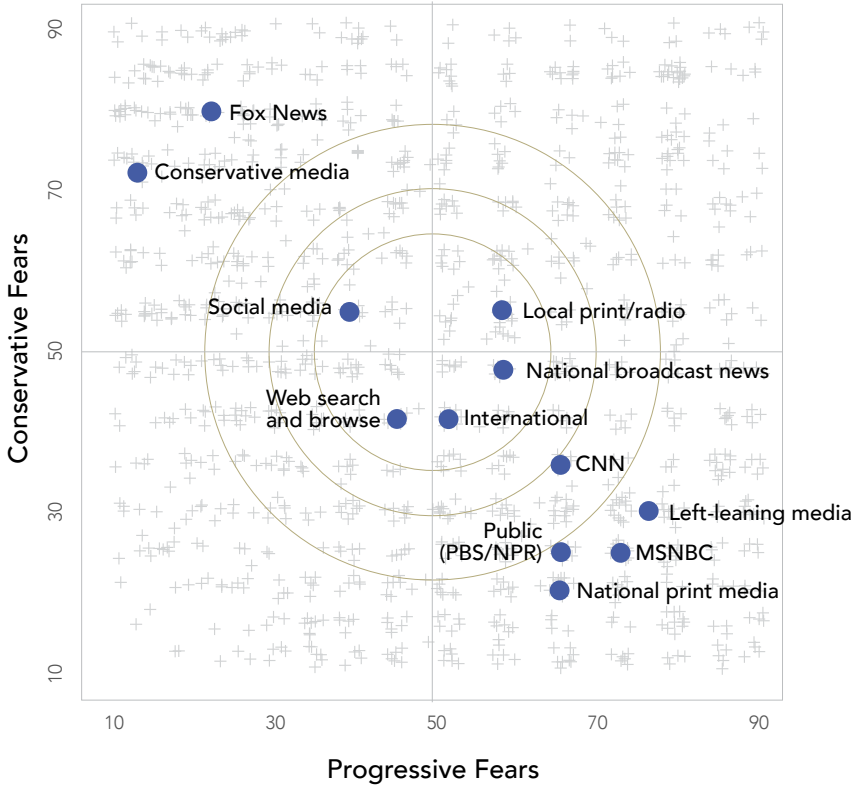 90
Fox News
Conservative media
70
Conservative Fears
Social media
Local print/radio
50
National broadcast news
Web search
and browse
International
CNN
30
Left-leaning media
Public
(PBS/NPR)
MSNBC
National print media
10
10
30
50
70
90
Progressive Fears